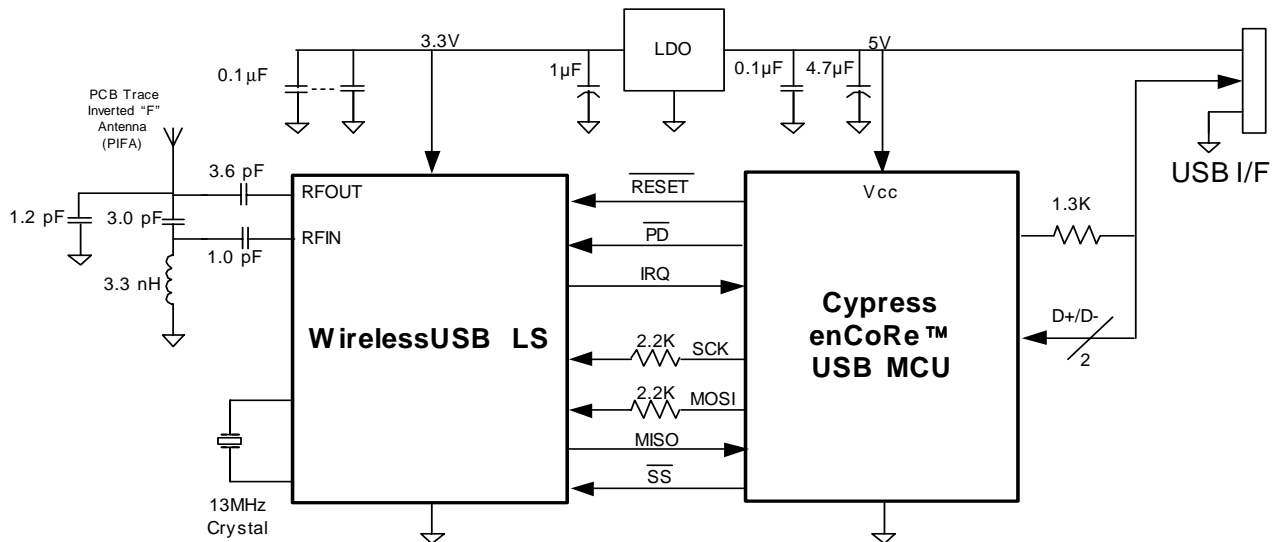 3.3V
LDO
5V
0.1µF
1µF
0.1µF
4.7µF
PCB Trace
Inverted “F”
Antenna
(PIFA)
USB I/F
3.6 pF
RFOUT
RESET
Vcc
1.3K
1.2 pF
3.0 pF
RFIN
PD
1.0 pF
3.3 nH
IRQ
WirelessUSB LS
Cypress
enCoRe™
USB MCU
D+/D-
2
2.2K
SCK
2.2K
MOSI
MISO
SS
13MHz
Crystal